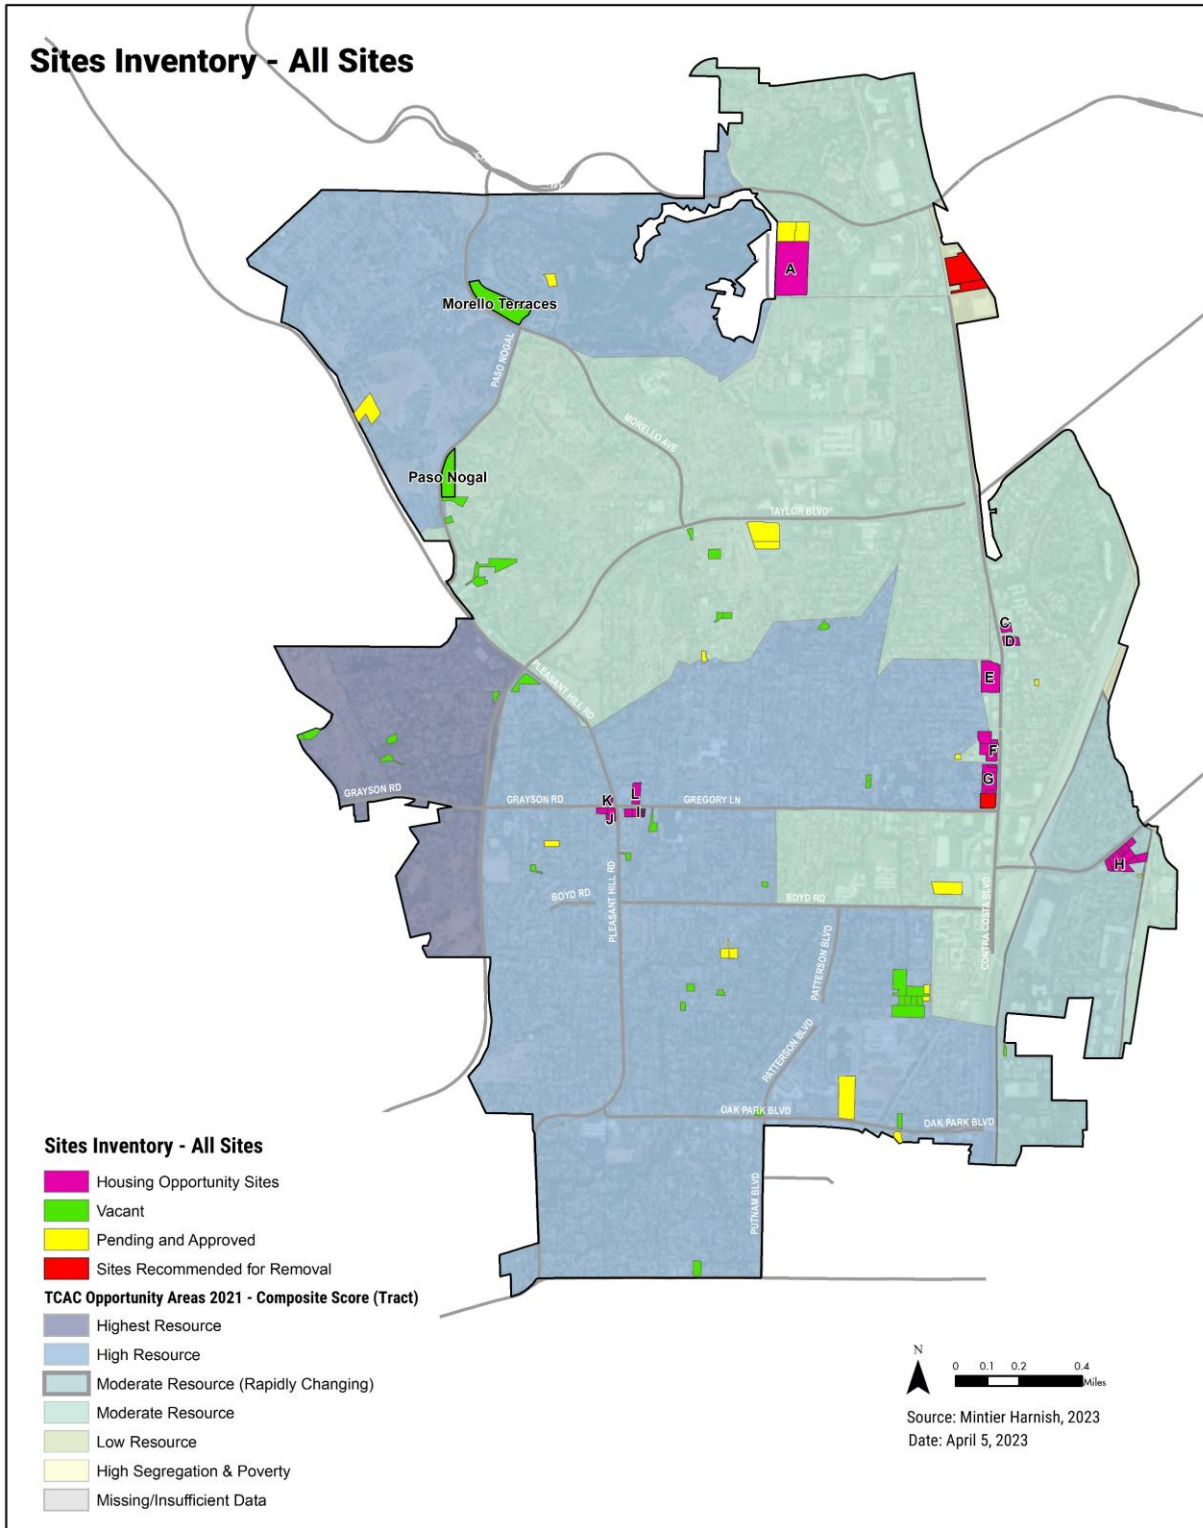 Sites Inventory - All Sites
A
Morello Terraces
PASO NOGAL
MORELLO AVE
Paso Nogal
TAYLOR BLVD
C
D
E
PLEASANT HILL RD
F
G
GRAYSON RD
GRAYSON RD
K
L
GREGORY LN
J
I
H
BOYD RD
BOYD RD
PLEASANT HILL RD
CONTRA COSTA BLVD
PATTERSON BLVD
PATTERSON BLVD
OAK PARK BLVD
OAK PARK BLVD
PUTNAM BLVD
Sites Inventory - All Sites
Housing Opportunity Sites
Vacant
Pending and Approved
Sites Recommended for Removal
TCAC Opportunity Areas 2021 - Composite Score (Tract)
Highest Resource
High Resource
Moderate Resource (Rapidly Changing)
Moderate Resource
Low Resource
High Segregation & Poverty
Missing/Insufficient Data
N
0 0.1 0.2 0.4
Miles
Source: Mintier Harnish, 2023
Date: April 5, 2023